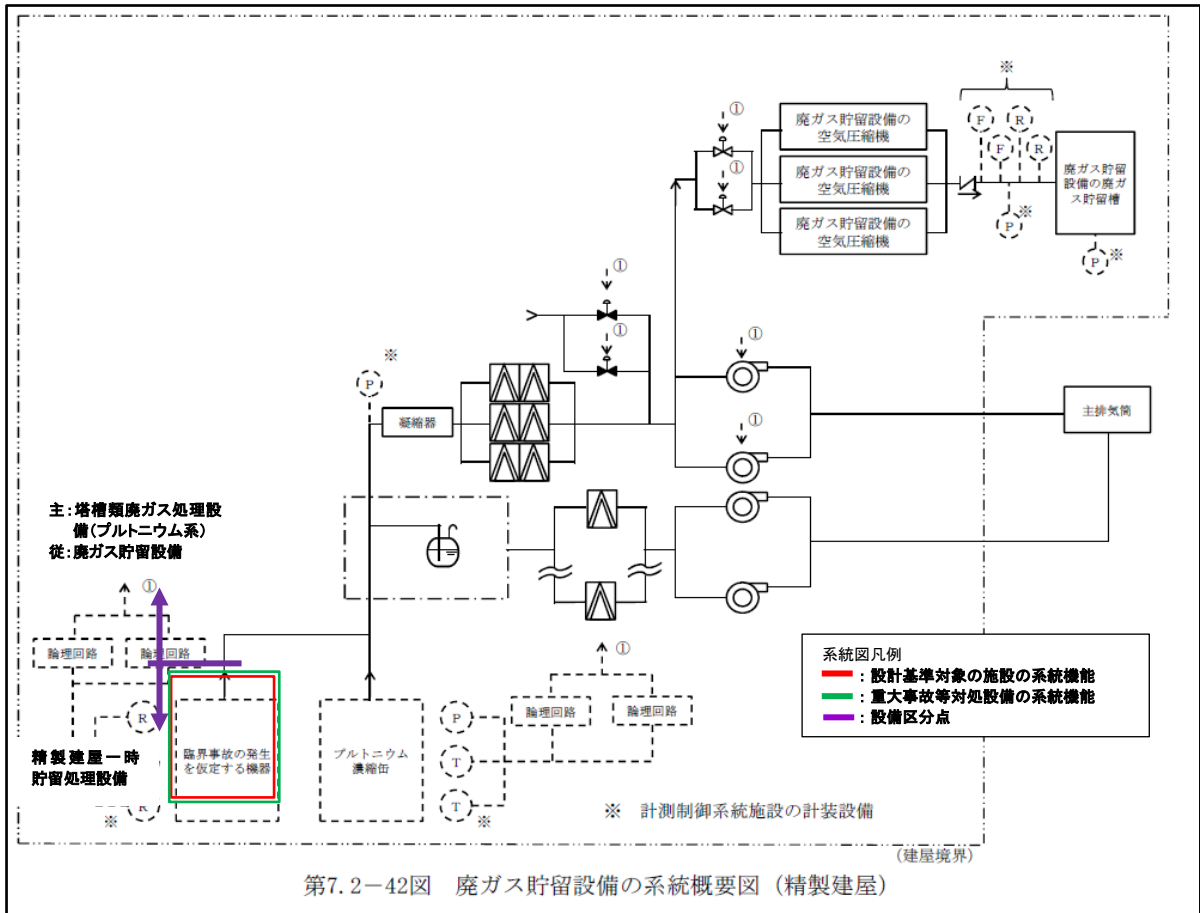 ※
①
①
廃ガス貯留設備の
空気圧縮機
廃ガス貯留設備の
空気圧縮機
廃ガス貯留設備の
空気圧縮機
F
R
F
R
P
※
廃ガス貯留
設備の廃ガ
ス貯留槽
P
※
①
①
※
P
凝縮器
①
①
主排気筒
主:塔槽類廃ガス処理設
備(プルトニウム系)
従:廃ガス貯留設備
①
論理回路
論理回路
R
精製建屋一時
貯留処理設備
R
※
臨界事故の発生
を仮定する機器
プルトニウム
濃縮缶
P
T
T
※
①
論理回路
論理回路
系統図凡例
:設計基準対象の施設の系統機能
:重大事故等対処設備の系統機能
:設備区分点
※ 計測制御系統施設の計装設備
(建屋境界)
第7.2-42図 廃ガス貯留設備の系統概要図(精製建屋)